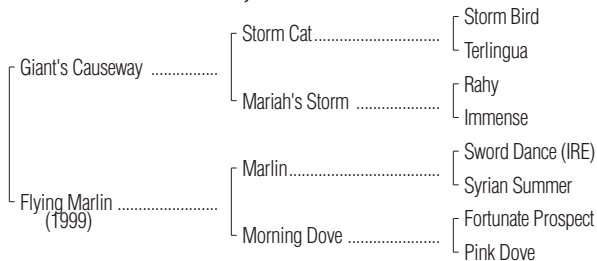 Storm Bird
Storm Cat....................
Terlingua
Giant's Causeway ................
Rahy
Mariah's Storm ....................
Immense
Sword Dance (IRE)
Marlin.........................
Syrian Summer
Flying Marlin ........................
(1999)
Fortunate Prospect
Morning Dove ......................
Pink Dove